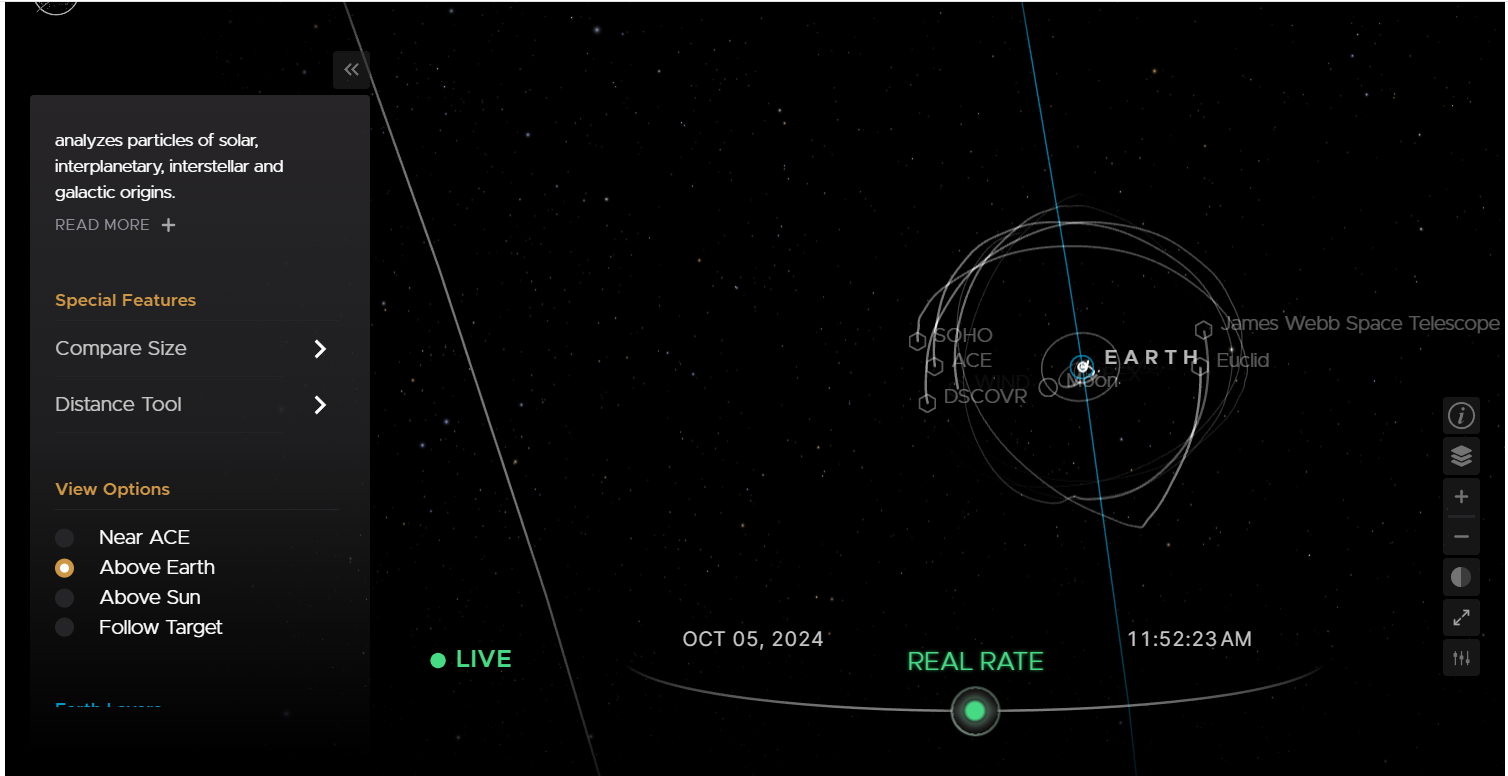 analyzes particles of solar,
interplanetary, interstellar and
galactic origins.
READ MORE +
Special Features
Compare Size
Distance Tool
View Options
Near ACE
Above Earth
Above Sun
Follow Target
Earth Layers
SOHO
ACE
WIND
DSCOVR
Moon
EARTH
James Webb Space Telescope
Euclid
LIVE
OCT 05, 2024
REAL RATE
11:52:23 AM